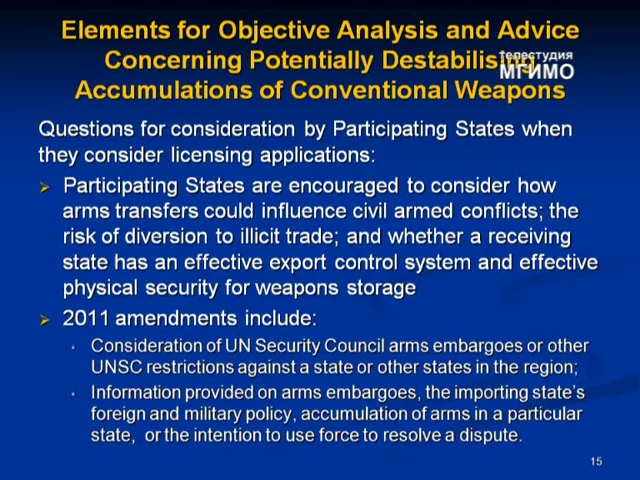 Elements for Objective Analysis and Advice
Concerning Potentially Destabilising
Accumulations of Conventional Weapons
телестудия
МГИМО
Questions for consideration by Participating States when
they consider licensing applications:
Participating States are encouraged to consider how
arms transfers could influence civil armed conflicts; the
risk of diversion to illicit trade; and whether a receiving
state has an effective export control system and effective
physical security for weapons storage
2011 amendments include:
Consideration of UN Security Council arms embargoes or other
UNSC restrictions against a state or other states in the region;
Information provided on arms embargoes, the importing state's
foreign and military policy, accumulation of arms in a particular
state, or the intention to use force to resolve a dispute.
15